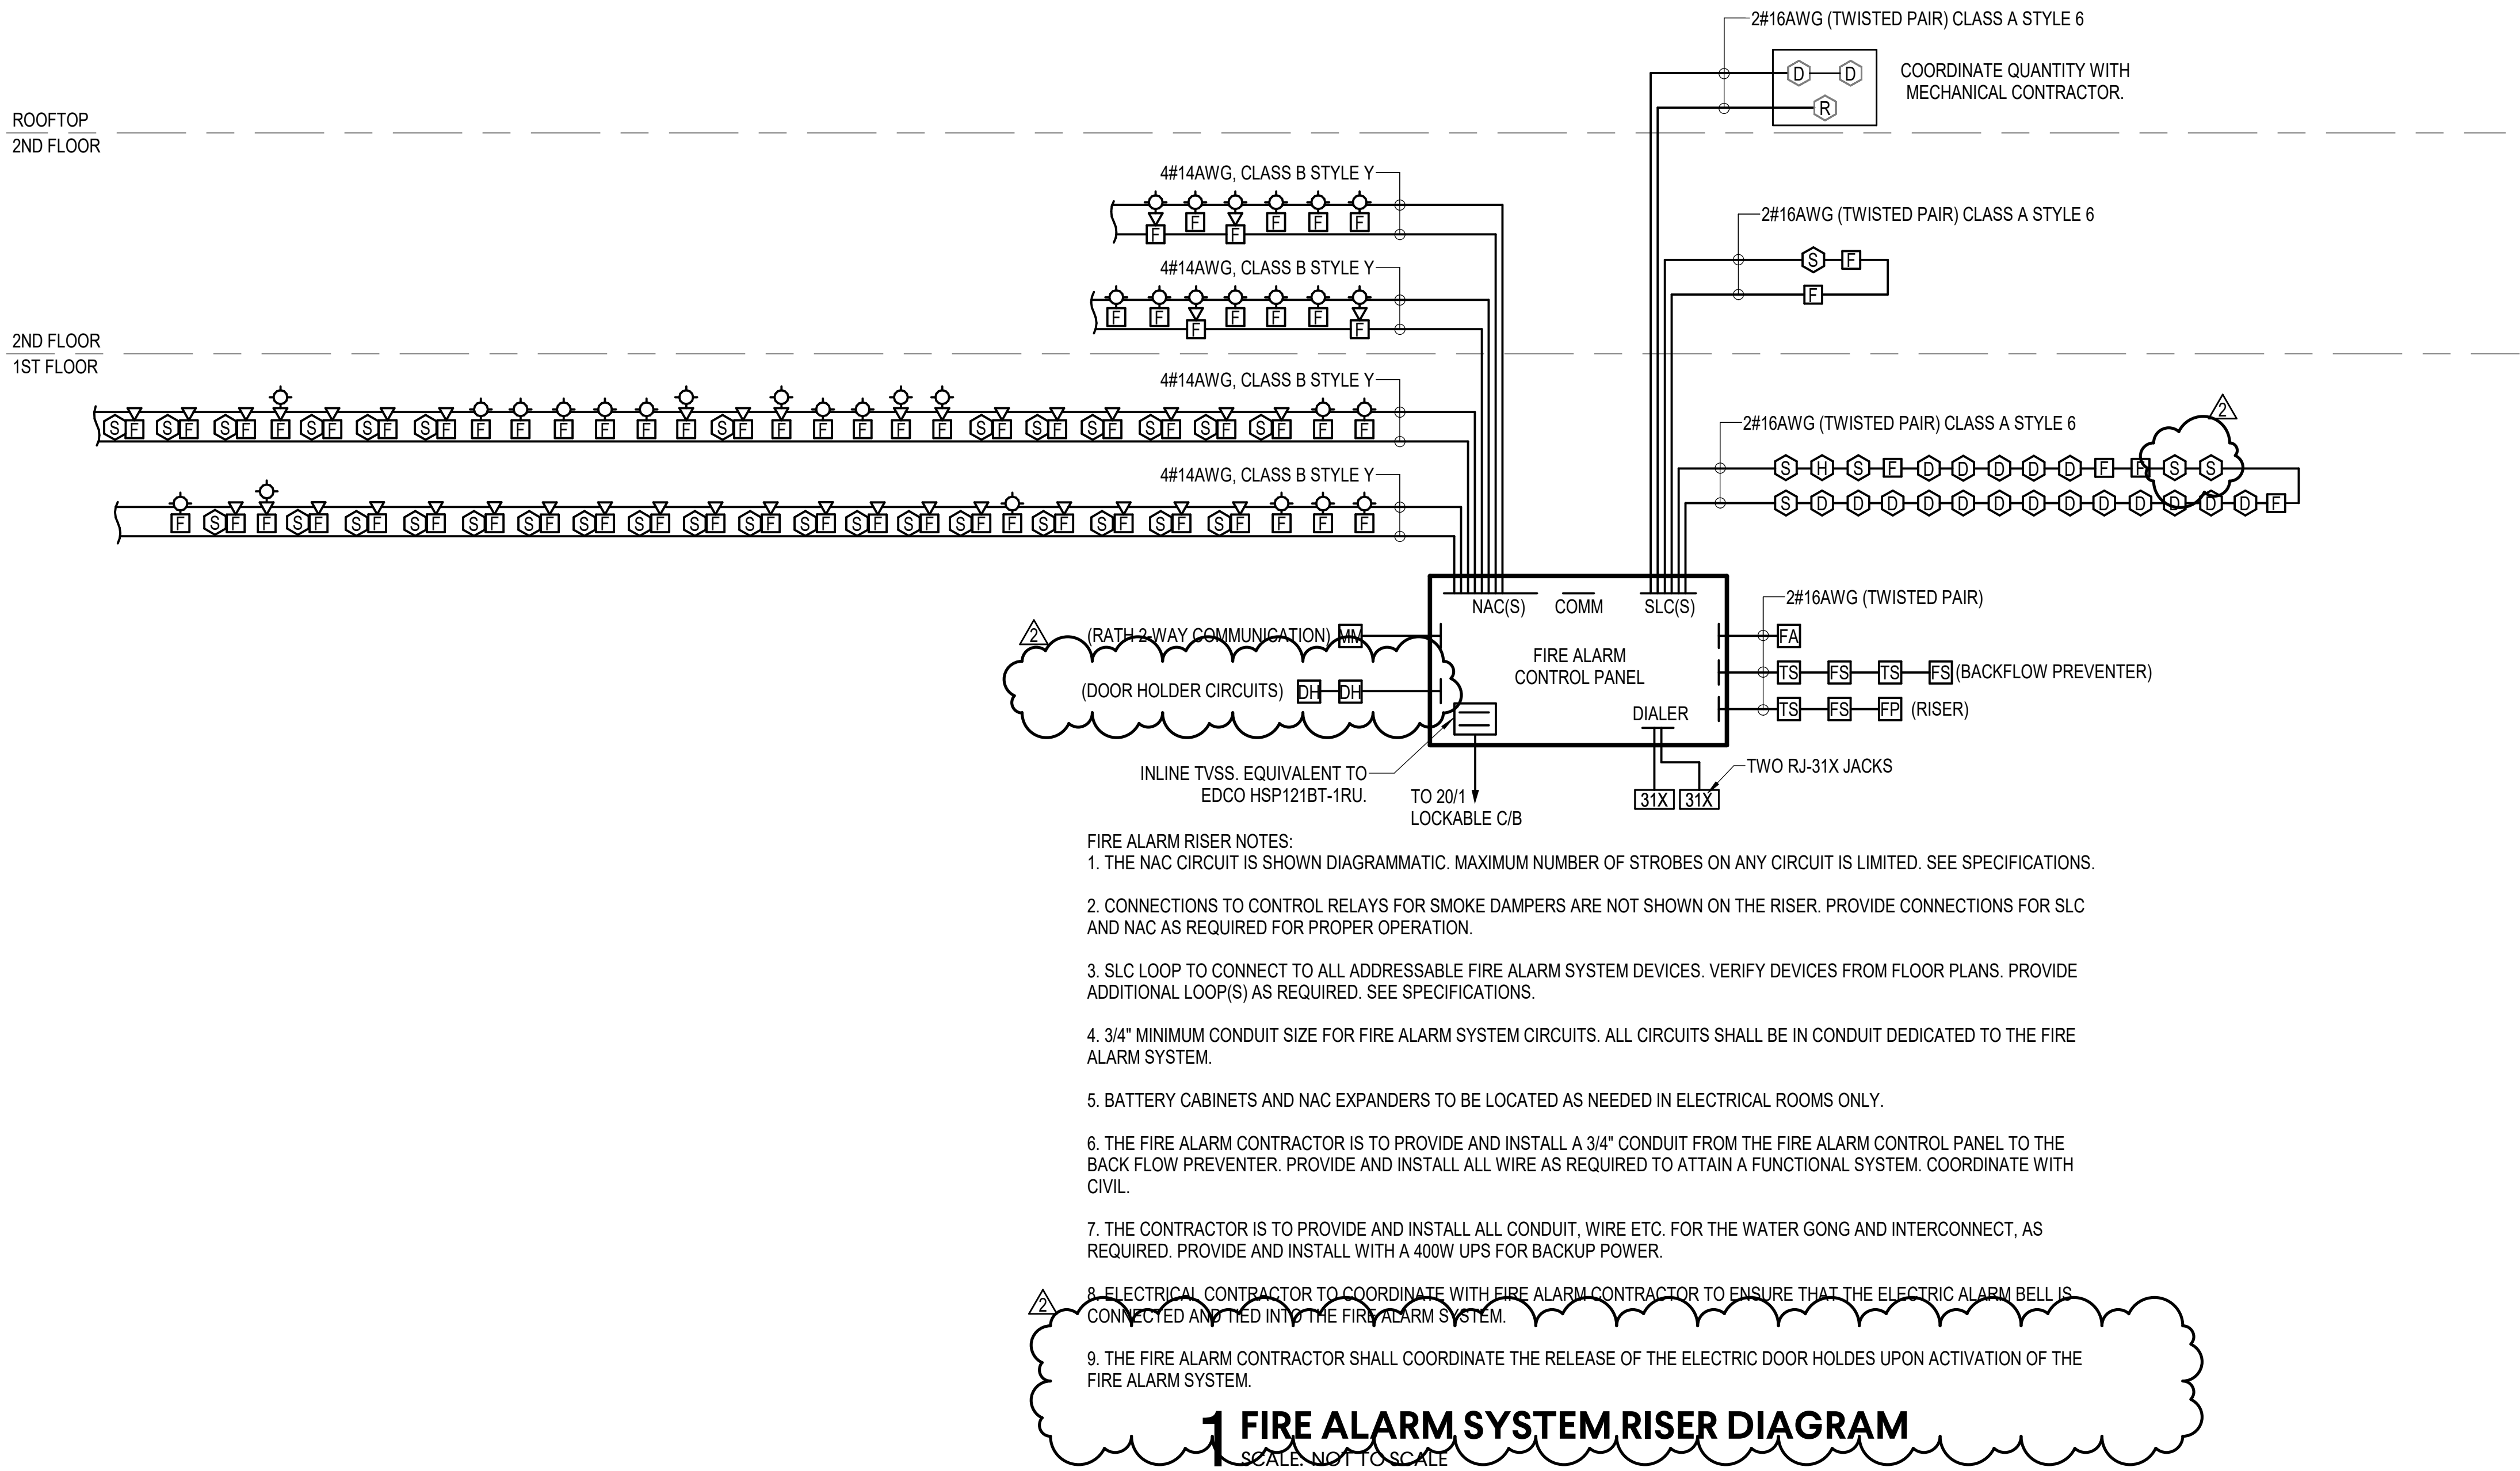 2#16AWG (TWISTED PAIR) CLASS A STYLE 6
D D
COORDINATE QUANTITY WITH
MECHANICAL CONTRACTOR.
R
ROOFTOP
2ND FLOOR
4#14AWG, CLASS B STYLE Y
F F F F
F F
2#16AWG (TWISTED PAIR) CLASS A STYLE 6
S F
F
4#14AWG, CLASS B STYLE Y
F F F F F
F F
2ND FLOOR
1ST FLOOR
4#14AWG, CLASS B STYLE Y
S F S F S F F S F S F S F F F F F F F S F F F F F F S F S F S F S F S F S F F F
2#16AWG (TWISTED PAIR) CLASS A STYLE 6
2
S H S F D D D D D F F S S
S D D D D D D D D D D D D D F
4#14AWG, CLASS B STYLE Y
F S F F S F S F S F S F S F S F S F S F S F S F S F S F S F F S F S F S F S F F F F
NAC(S) COMM SLC(S)
FIRE ALARM
CONTROL PANEL
DIALER
2
(RATH 2-WAY COMMUNICATION) MM
(DOOR HOLDER CIRCUITS) DH DH
2#16AWG (TWISTED PAIR)
FA
TS FS TS FS (BACKFLOW PREVENTER)
TS FS FP (RISER)
INLINE TVSS. EQUIVALENT TO
EDCO HSP121BT-1RU.
TO 20/1
LOCKABLE C/B
31X 31X
TWO RJ-31X JACKS
FIRE ALARM RISER NOTES:
1. THE NAC CIRCUIT IS SHOWN DIAGRAMMATIC. MAXIMUM NUMBER OF STROBES ON ANY CIRCUIT IS LIMITED. SEE SPECIFICATIONS.
2. CONNECTIONS TO CONTROL RELAYS FOR SMOKE DAMPERS ARE NOT SHOWN ON THE RISER. PROVIDE CONNECTIONS FOR SLC
AND NAC AS REQUIRED FOR PROPER OPERATION.
3. SLC LOOP TO CONNECT TO ALL ADDRESSABLE FIRE ALARM SYSTEM DEVICES. VERIFY DEVICES FROM FLOOR PLANS. PROVIDE
ADDITIONAL LOOP(S) AS REQUIRED. SEE SPECIFICATIONS.
4. 3/4" MINIMUM CONDUIT SIZE FOR FIRE ALARM SYSTEM CIRCUITS. ALL CIRCUITS SHALL BE IN CONDUIT DEDICATED TO THE FIRE
ALARM SYSTEM.
5. BATTERY CABINETS AND NAC EXPANDERS TO BE LOCATED AS NEEDED IN ELECTRICAL ROOMS ONLY.
6. THE FIRE ALARM CONTRACTOR IS TO PROVIDE AND INSTALL A 3/4" CONDUIT FROM THE FIRE ALARM CONTROL PANEL TO THE
BACK FLOW PREVENTER. PROVIDE AND INSTALL ALL WIRE AS REQUIRED TO ATTAIN A FUNCTIONAL SYSTEM. COORDINATE WITH
CIVIL.
7. THE CONTRACTOR IS TO PROVIDE AND INSTALL ALL CONDUIT, WIRE ETC. FOR THE WATER GONG AND INTERCONNECT, AS
REQUIRED. PROVIDE AND INSTALL WITH A 400W UPS FOR BACKUP POWER.
2
8. ELECTRICAL CONTRACTOR TO COORDINATE WITH FIRE ALARM CONTRACTOR TO ENSURE THAT THE ELECTRIC ALARM BELL IS
CONNECTED AND TIED INTO THE FIRE ALARM SYSTEM.
9. THE FIRE ALARM CONTRACTOR SHALL COORDINATE THE RELEASE OF THE ELECTRIC DOOR HOLDES UPON ACTIVATION OF THE
FIRE ALARM SYSTEM.
1 FIRE ALARM SYSTEM RISER DIAGRAM
SCALE: NOT TO SCALE